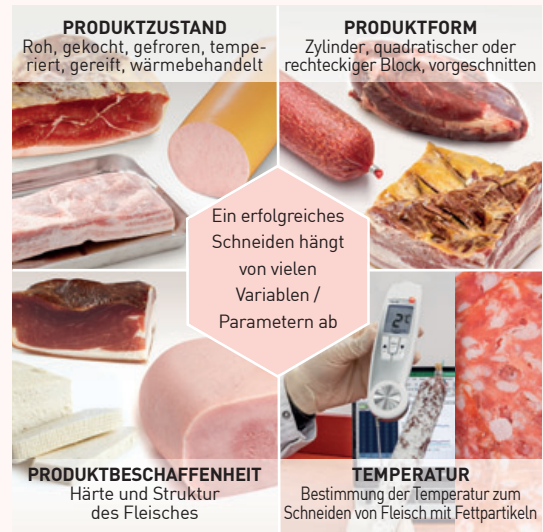 PRODUKTZUSTAND
Roh, gekocht, gefroren, tempe-
riert, gereift, wärmebehandelt
PRODUKTFORM
Zylinder, quadratischer oder
rechteckiger Block, vorgeschnitten
Ein erfolgreiches
Schneiden hängt
von vielen
Variablen /
Parametern ab
PRODUKTBESCHAFFENHEIT
Härte und Struktur
des Fleisches
TEMPERATUR
Bestimmung der Temperatur zum
Schneiden von Fleisch mit Fettpartikeln